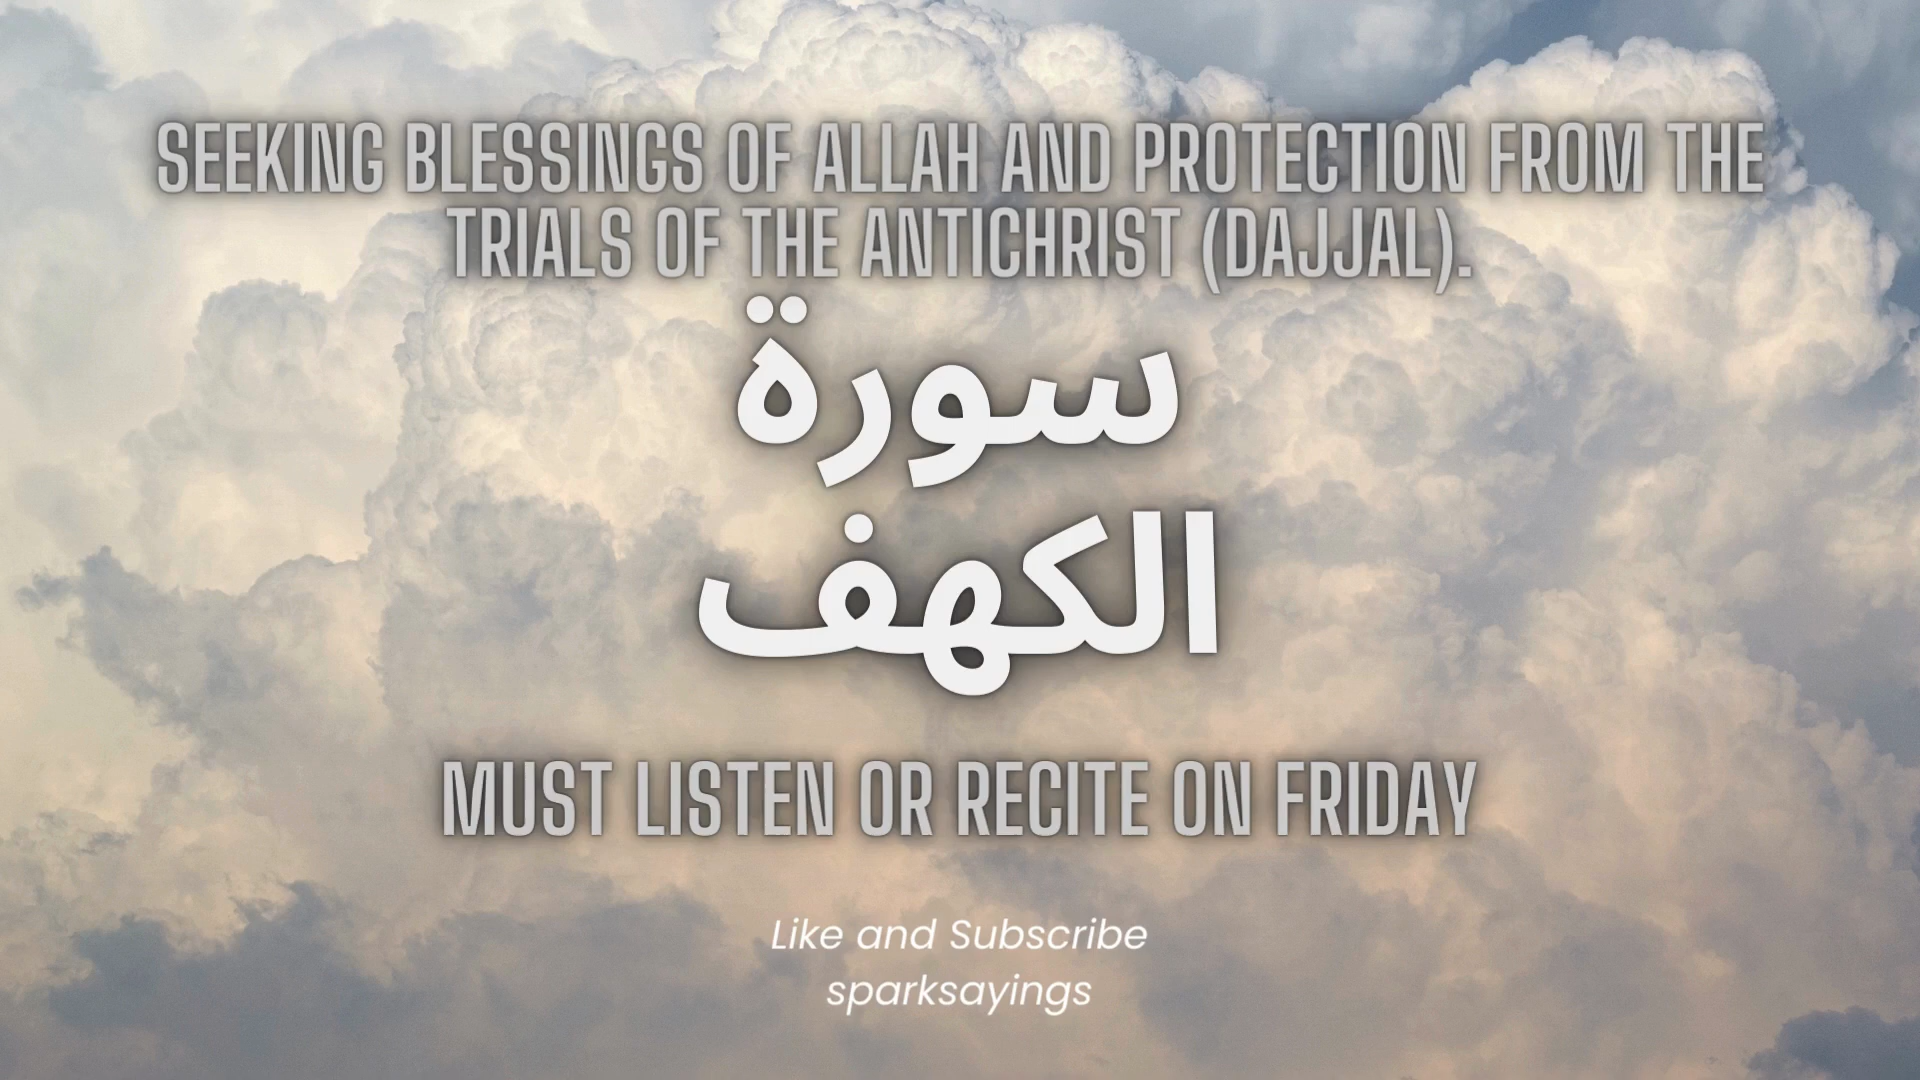 SEEKING BLESSINGS OF ALLAH AND PROTECTION FROM THE
TRIALS OF THE ANTICHRIST (DAJJAL).
سورة
الكهف
MUST LISTEN OR RECITE ON FRIDAY
Like and Subscribe
sparksayings